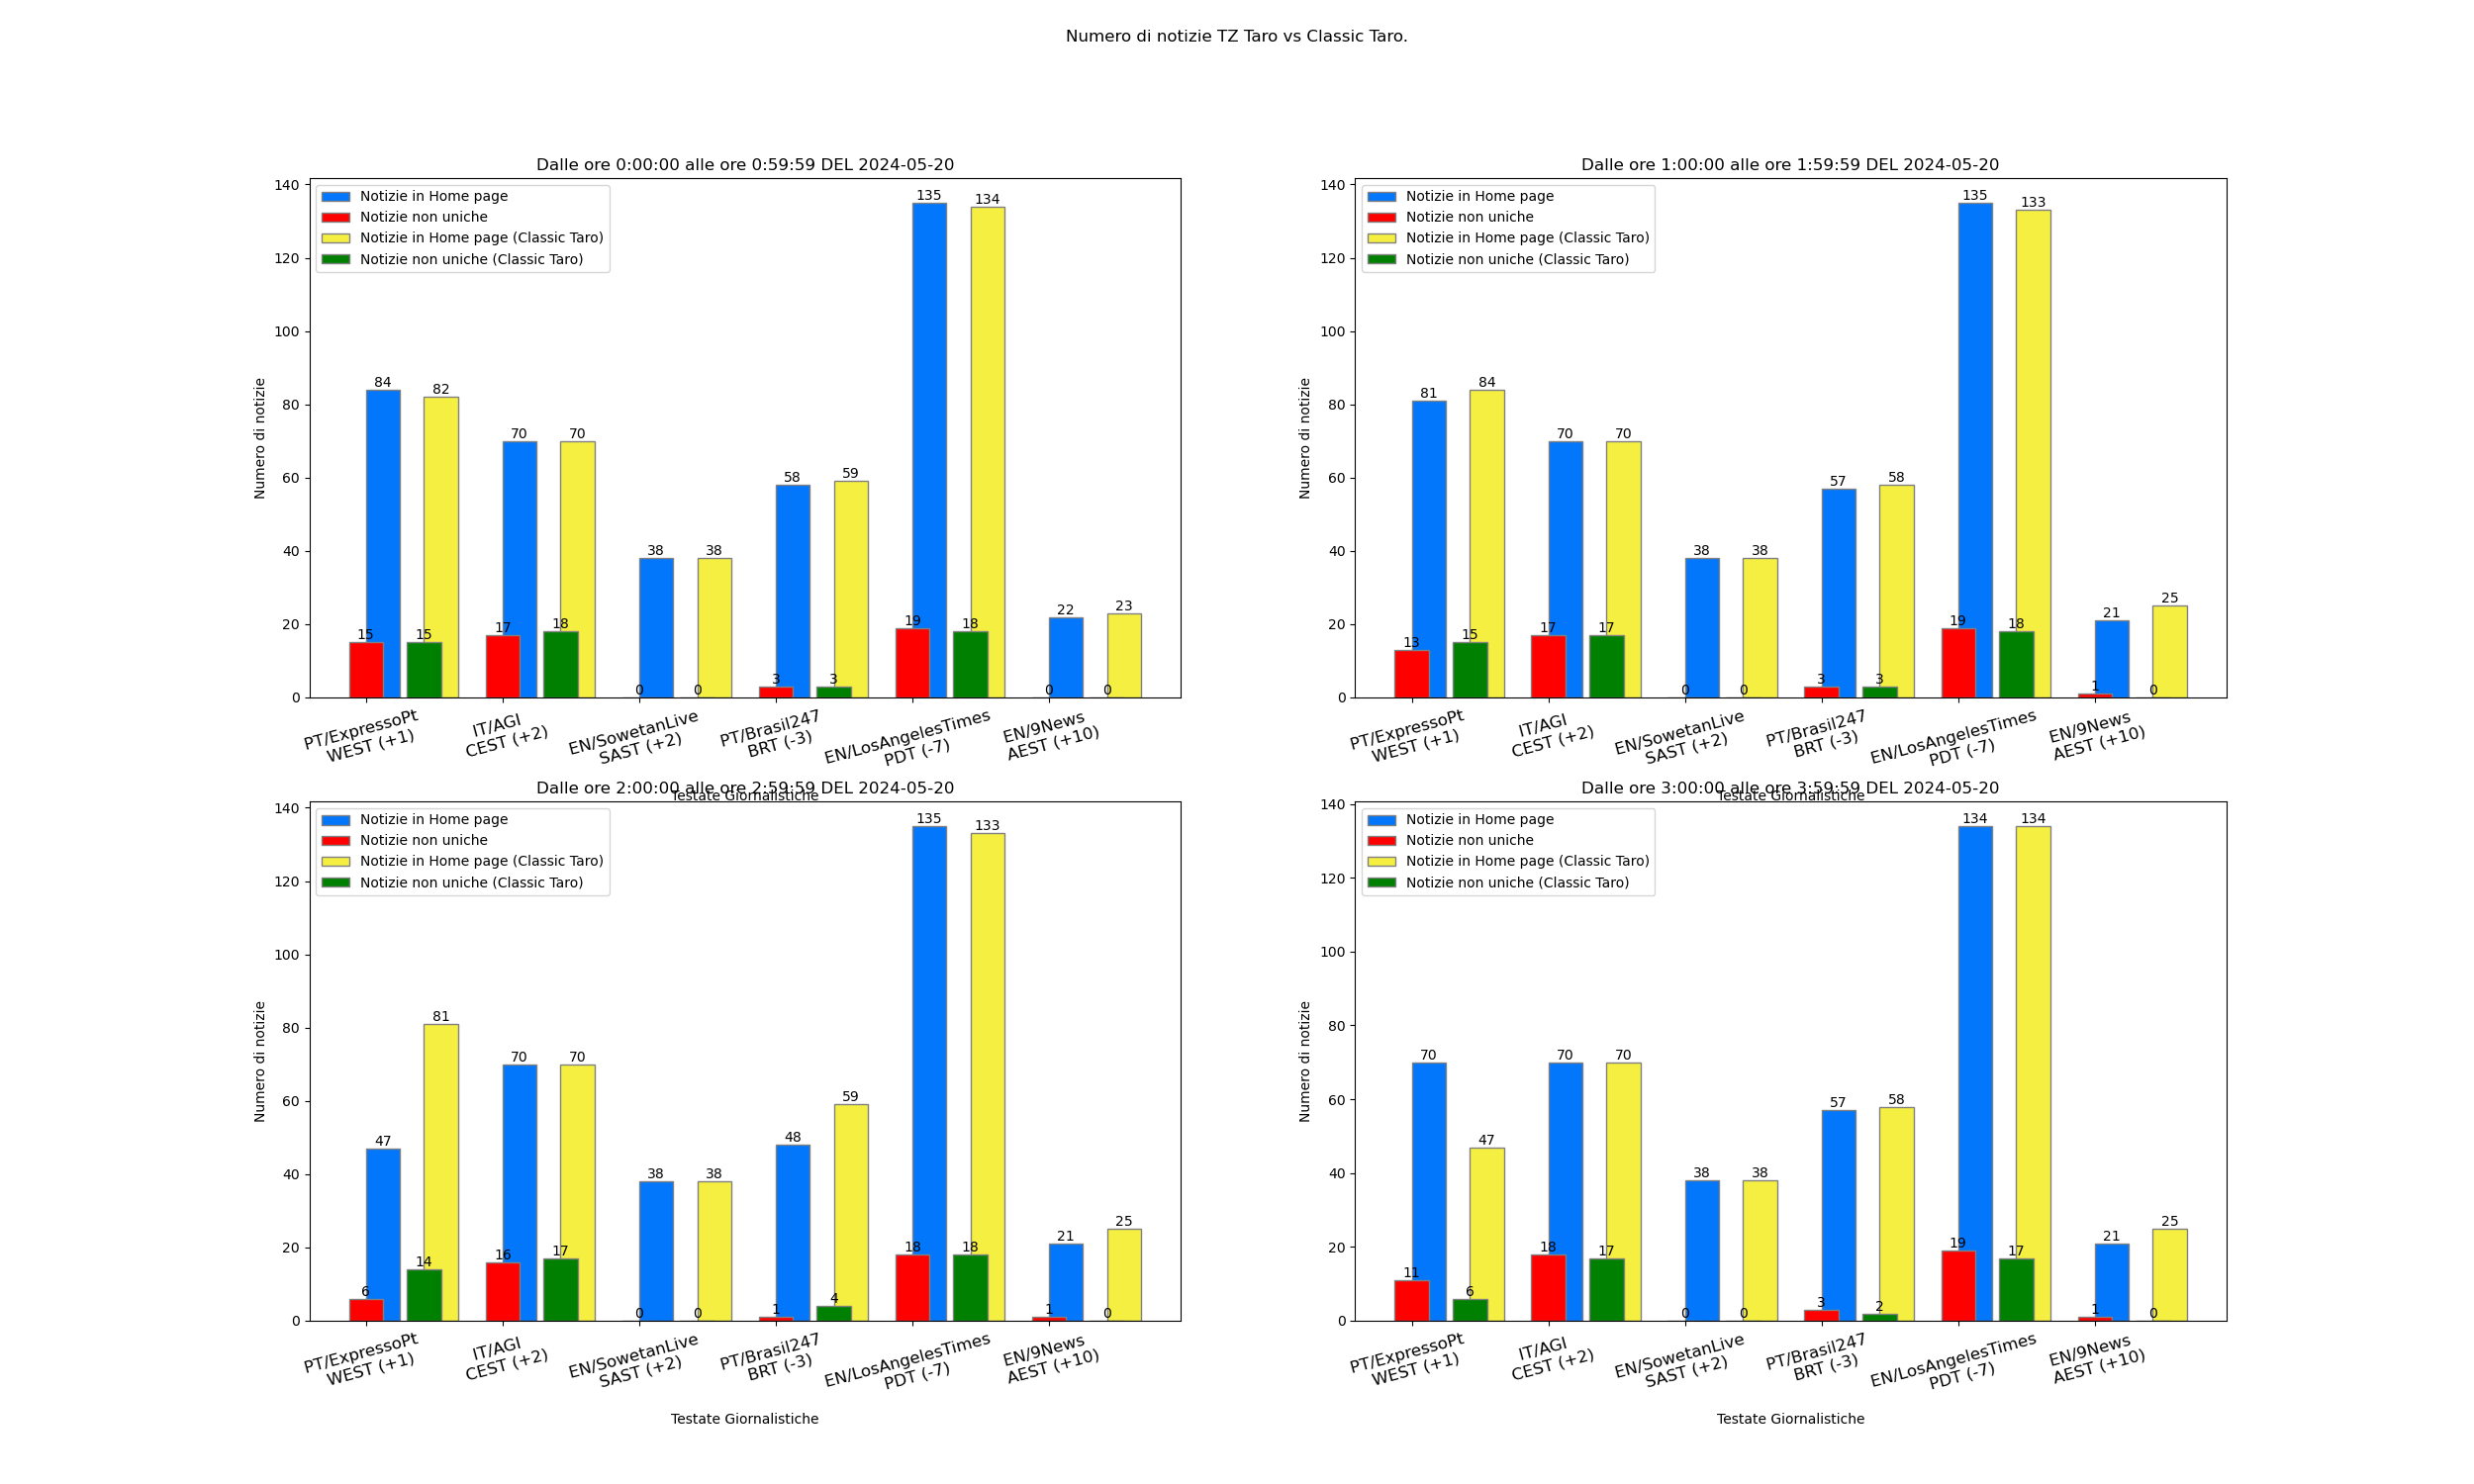 Numero di notizie TZ Taro vs Classic Taro.
Dalle ore 0:00:00 alle ore 0:59:59 DEL 2024-05-20
Notizie in Home page
Notizie non uniche
Notizie in Home page (Classic Taro)
Notizie non uniche (Classic Taro)
Numero di notizie
140
120
100
80
60
40
20
0
84
82
70
70
38
38
58
59
135
134
22
23
15
15
17
18
0
0
3
3
19
18
0
0
PT/ExpressoPt
WEST (+1)
IT/AGI
CEST (+2)
EN/SowetanLive
SAST (+2)
PT/Brasil247
BRT (-3)
EN/LosAngelesTimes
PDT (-7)
EN/9News
AEST (+10)
Testate Giornalistiche
Dalle ore 1:00:00 alle ore 1:59:59 DEL 2024-05-20
Notizie in Home page
Notizie non uniche
Notizie in Home page (Classic Taro)
Notizie non uniche (Classic Taro)
Numero di notizie
140
120
100
80
60
40
20
0
81
84
70
70
38
38
57
58
135
133
21
25
13
15
17
17
0
0
3
3
19
18
1
0
PT/ExpressoPt
WEST (+1)
IT/AGI
CEST (+2)
EN/SowetanLive
SAST (+2)
PT/Brasil247
BRT (-3)
EN/LosAngelesTimes
PDT (-7)
EN/9News
AEST (+10)
Testate Giornalistiche
Dalle ore 2:00:00 alle ore 2:59:59 DEL 2024-05-20
Notizie in Home page
Notizie non uniche
Notizie in Home page (Classic Taro)
Notizie non uniche (Classic Taro)
Numero di notizie
140
120
100
80
60
40
20
0
47
81
70
70
38
38
48
59
135
133
21
25
6
14
16
17
0
0
1
4
18
18
1
0
PT/ExpressoPt
WEST (+1)
IT/AGI
CEST (+2)
EN/SowetanLive
SAST (+2)
PT/Brasil247
BRT (-3)
EN/LosAngelesTimes
PDT (-7)
EN/9News
AEST (+10)
Testate Giornalistiche
Dalle ore 3:00:00 alle ore 3:59:59 DEL 2024-05-20
Notizie in Home page
Notizie non uniche
Notizie in Home page (Classic Taro)
Notizie non uniche (Classic Taro)
Numero di notizie
140
120
100
80
60
40
20
0
70
47
70
70
38
38
57
58
134
134
21
25
11
6
18
17
0
0
3
2
19
17
1
0
PT/ExpressoPt
WEST (+1)
IT/AGI
CEST (+2)
EN/SowetanLive
SAST (+2)
PT/Brasil247
BRT (-3)
EN/LosAngelesTimes
PDT (-7)
EN/9News
AEST (+10)
Testate Giornalistiche